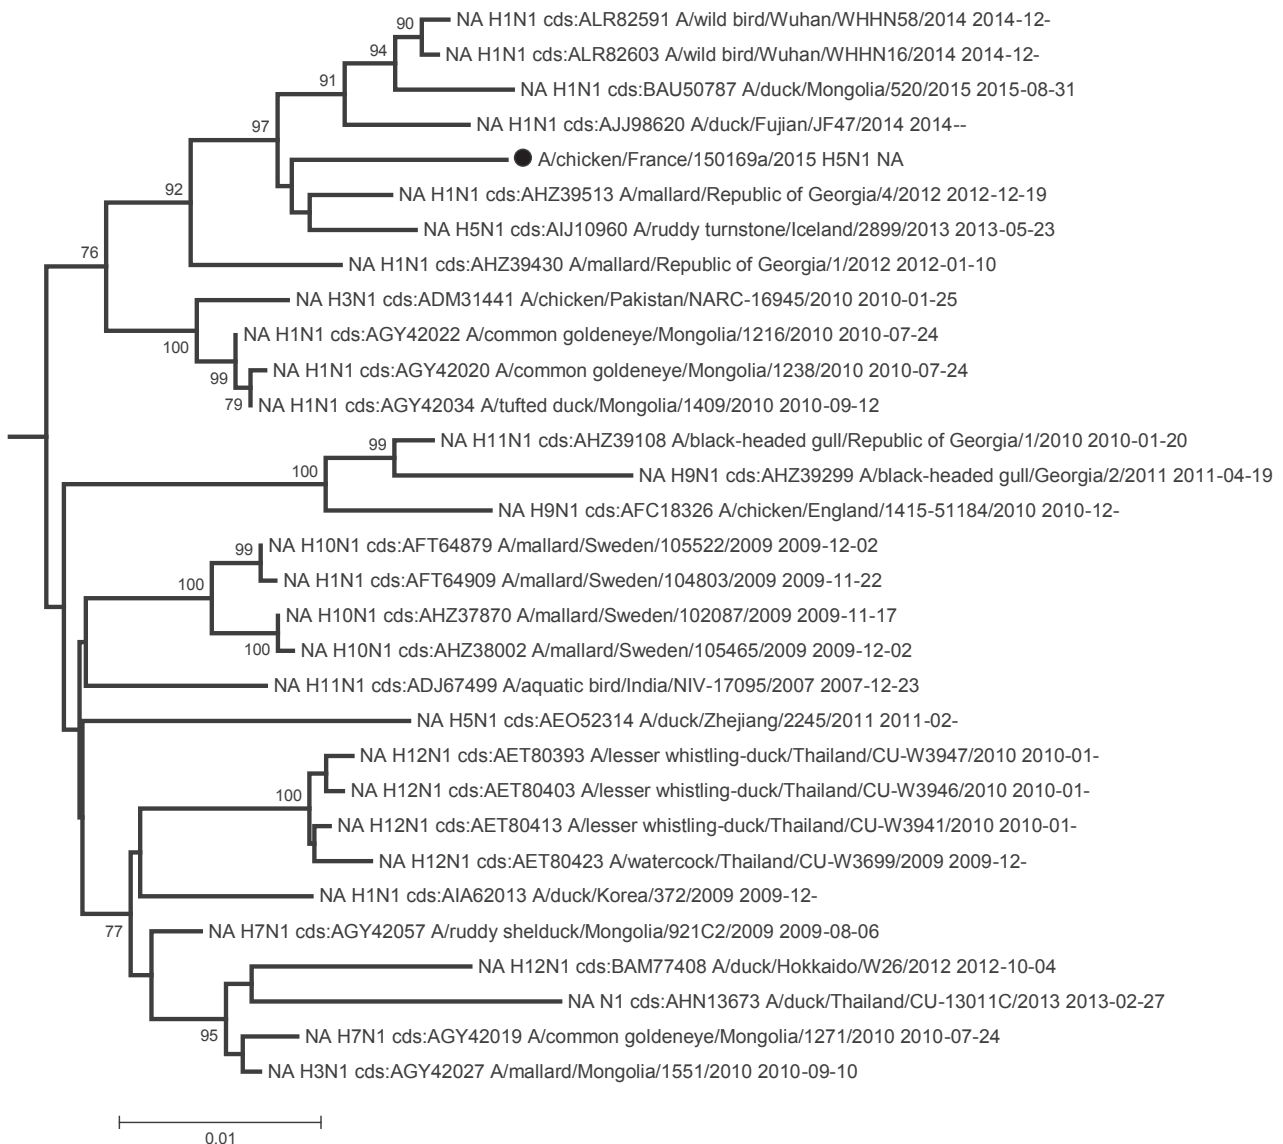 90
NA H1N1 cds:ALR82591 A/wild bird/Wuhan/WHHN58/2014 2014-12-
94
NA H1N1 cds:ALR82603 A/wild bird/Wuhan/WHHN16/2014 2014-12-
91
NA H1N1 cds:BAU50787 A/duck/Mongolia/520/2015 2015-08-31
97
NA H1N1 cds:AJJ98620 A/duck/Fujian/JF47/2014 2014--
A/chicken/France/150169a/2015 H5N1 NA
92
NA H1N1 cds:AHZ39513 A/mallard/Republic of Georgia/4/2012 2012-12-19
NA H5N1 cds:AIJ10960 A/ruddy turnstone/Iceland/2899/2013 2013-05-23
76
NA H1N1 cds:AHZ39430 A/mallard/Republic of Georgia/1/2012 2012-01-10
NA H3N1 cds:ADM31441 A/chicken/Pakistan/NARC-16945/2010 2010-01-25
NA H1N1 cds:AGY42022 A/common goldeneye/Mongolia/1216/2010 2010-07-24
100
NA H1N1 cds:AGY42020 A/common goldeneye/Mongolia/1238/2010 2010-07-24
99
79
NA H1N1 cds:AGY42034 A/tufted duck/Mongolia/1409/2010 2010-09-12
99
NA H11N1 cds:AHZ39108 A/black-headed gull/Republic of Georgia/1/2010 2010-01-20
100
NA H9N1 cds:AHZ39299 A/black-headed gull/Georgia/2/2011 2011-04-19
NA H9N1 cds:AFC18326 A/chicken/England/1415-51184/2010 2010-12-
99
NA H10N1 cds:AFT64879 A/mallard/Sweden/105522/2009 2009-12-02
100
NA H1N1 cds:AFT64909 A/mallard/Sweden/104803/2009 2009-11-22
NA H10N1 cds:AHZ37870 A/mallard/Sweden/102087/2009 2009-11-17
100
NA H10N1 cds:AHZ38002 A/mallard/Sweden/105465/2009 2009-12-02
NA H11N1 cds:ADJ67499 A/aquatic bird/India/NIV-17095/2007 2007-12-23
NA H5N1 cds:AEO52314 A/duck/Zhejiang/2245/2011 2011-02-
NA H12N1 cds:AET80393 A/lesser whistling-duck/Thailand/CU-W3947/2010 2010-01-
100
NA H12N1 cds:AET80403 A/lesser whistling-duck/Thailand/CU-W3946/2010 2010-01-
NA H12N1 cds:AET80413 A/lesser whistling-duck/Thailand/CU-W3941/2010 2010-01-
NA H12N1 cds:AET80423 A/watercock/Thailand/CU-W3699/2009 2009-12-
NA H1N1 cds:AIA62013 A/duck/Korea/372/2009 2009-12-
77
NA H7N1 cds:AGY42057 A/ruddy shelduck/Mongolia/921C2/2009 2009-08-06
NA H12N1 cds:BAM77408 A/duck/Hokkaido/W26/2012 2012-10-04
NA N1 cds:AHN13673 A/duck/Thailand/CU-13011C/2013 2013-02-27
95
NA H7N1 cds:AGY42019 A/common goldeneye/Mongolia/1271/2010 2010-07-24
NA H3N1 cds:AGY42027 A/mallard/Mongolia/1551/2010 2010-09-10
0.01